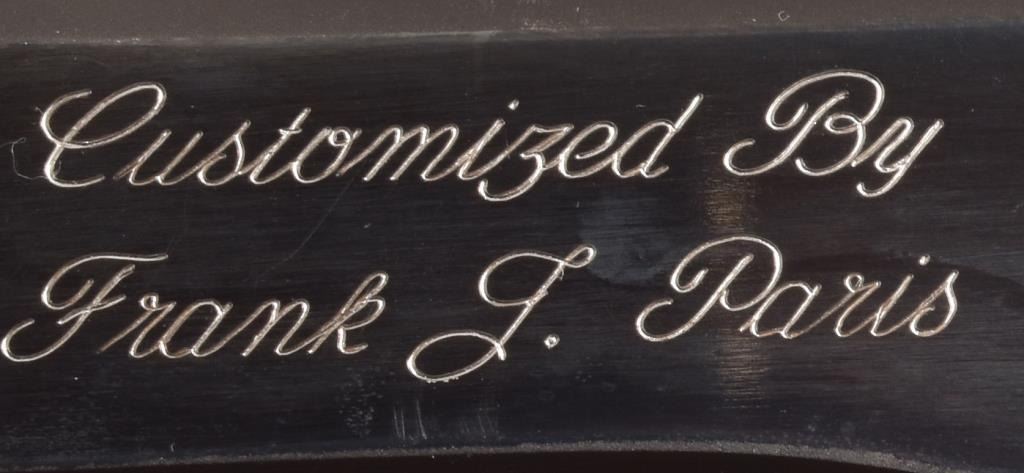 Customized By
Frank J. Paris